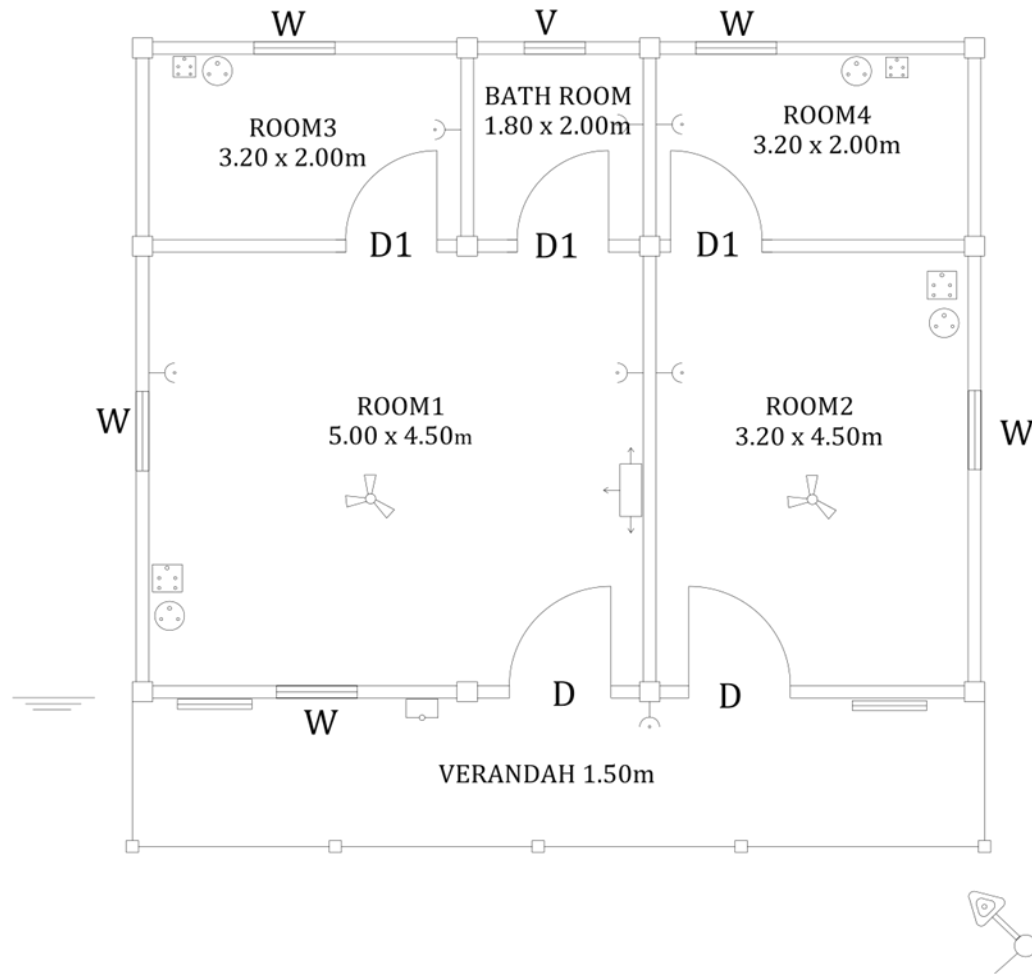 W
V
W
BATH ROOM
1.80 x 2.00m
ROOM3
3.20 x 2.00m
ROOM4
3.20 x 2.00m
D1
D1
D1
W
ROOM1
5.00 x 4.50m
ROOM2
3.20 x 4.50m
W
D
D
W
VERANDAH 1.50m